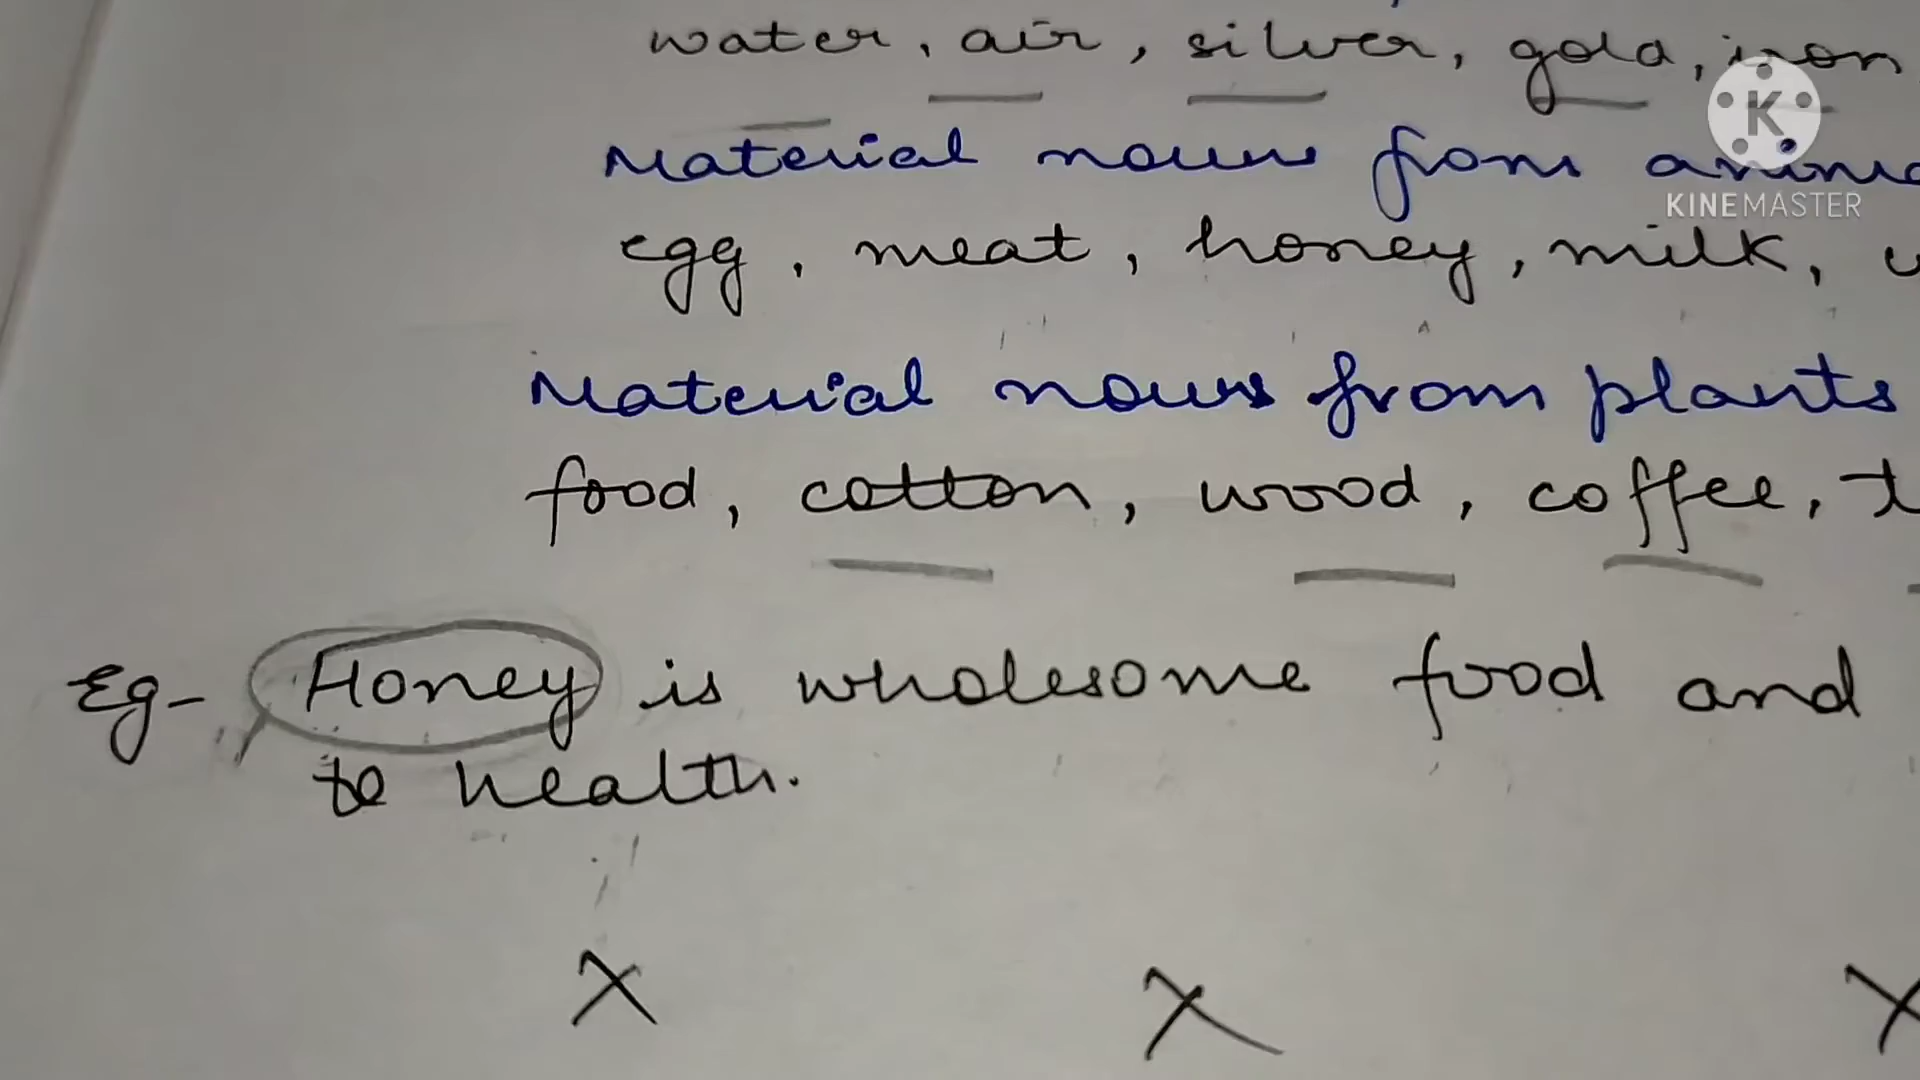 water, air, silver, gold, iron
Material nouns from
egg, meat, honey, milk,
Material nouns from plants
food, cotton, wood, coffee,
Eg- Honey is wholesome food and
to health.
X X X
K
KINEMASTER